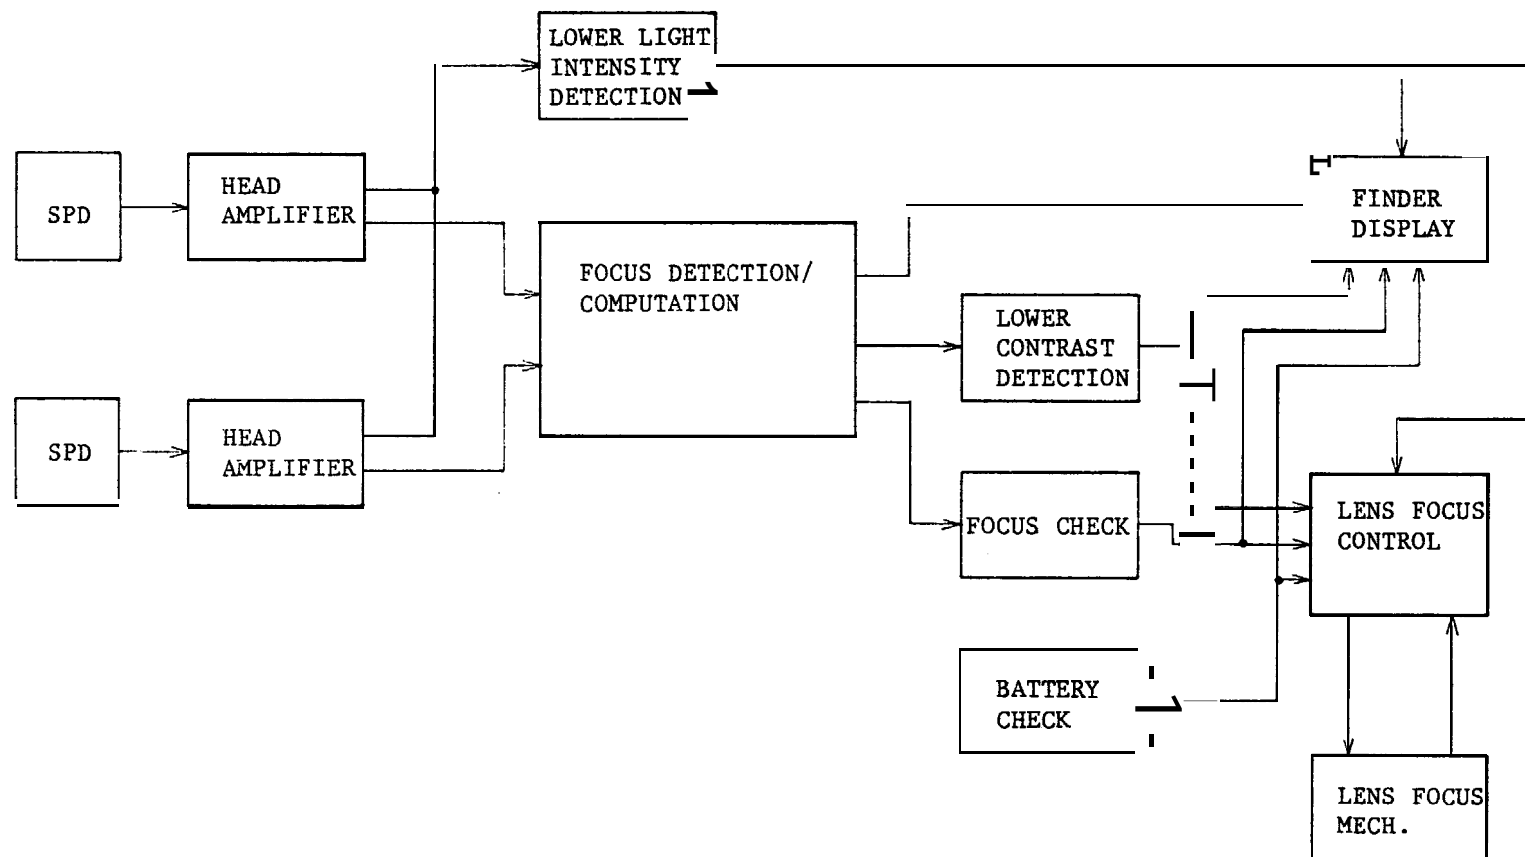 LOWER LIGHT
INTENSITY
DETECTION
SPD
HEAD
AMPLIFIER
FINDER
DISPLAY
FOCUS DETECTION/
COMPUTATION
LOWER
CONTRAST
DETECTION
SPD
HEAD
AMPLIFIER
FOCUS CHECK
LENS FOCUS
CONTROL
BATTERY
CHECK
LENS FOCUS
MECH.